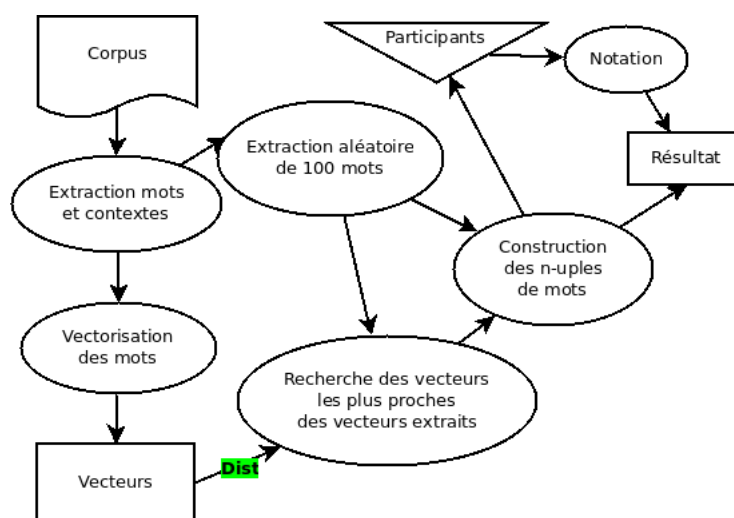 Corpus
Participants
Notation
Extraction aléatoire
de 100 mots
Résultat
Extraction mots
et contextes
Construction
des n-uples
de mots
Vectorisation
des mots
Recherche des vecteurs
les plus proches
des vecteurs extraits
Vecteurs
Dist